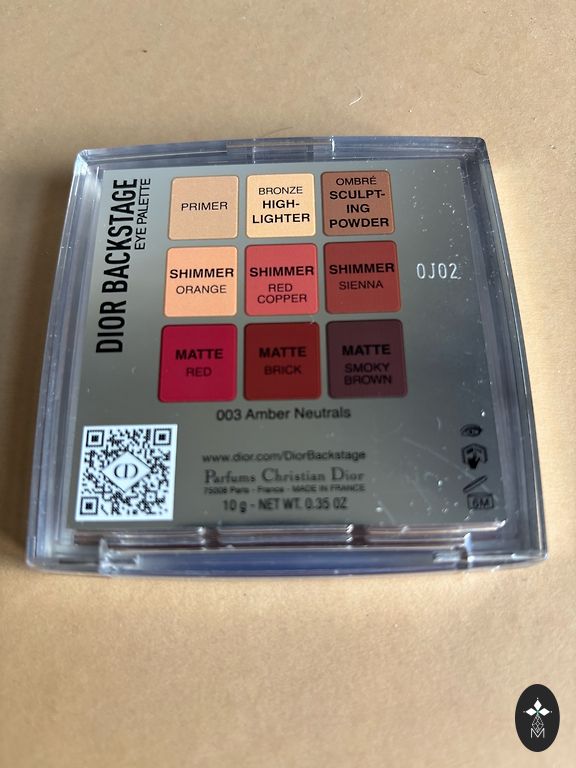 DIOR BACKSTAGE
EYE PALETTE
PRIMER
BRONZE
HIGH-
LIGHTER
OMBRÉ
SCULPT-
ING
POWDER
SHIMMER
ORANGE
SHIMMER
RED
COPPER
SHIMMER
SIENNA
0J02
MATTE
RED
MATTE
BRICK
MATTE
SMOKY
BROWN
003 Amber Neutrals
CD
www.dior.com/DiorBackstage
Parfums Christian Dior
75008 Paris - France - MADE IN FRANCE
10 g - NET WT. 0.35 OZ
6M
M